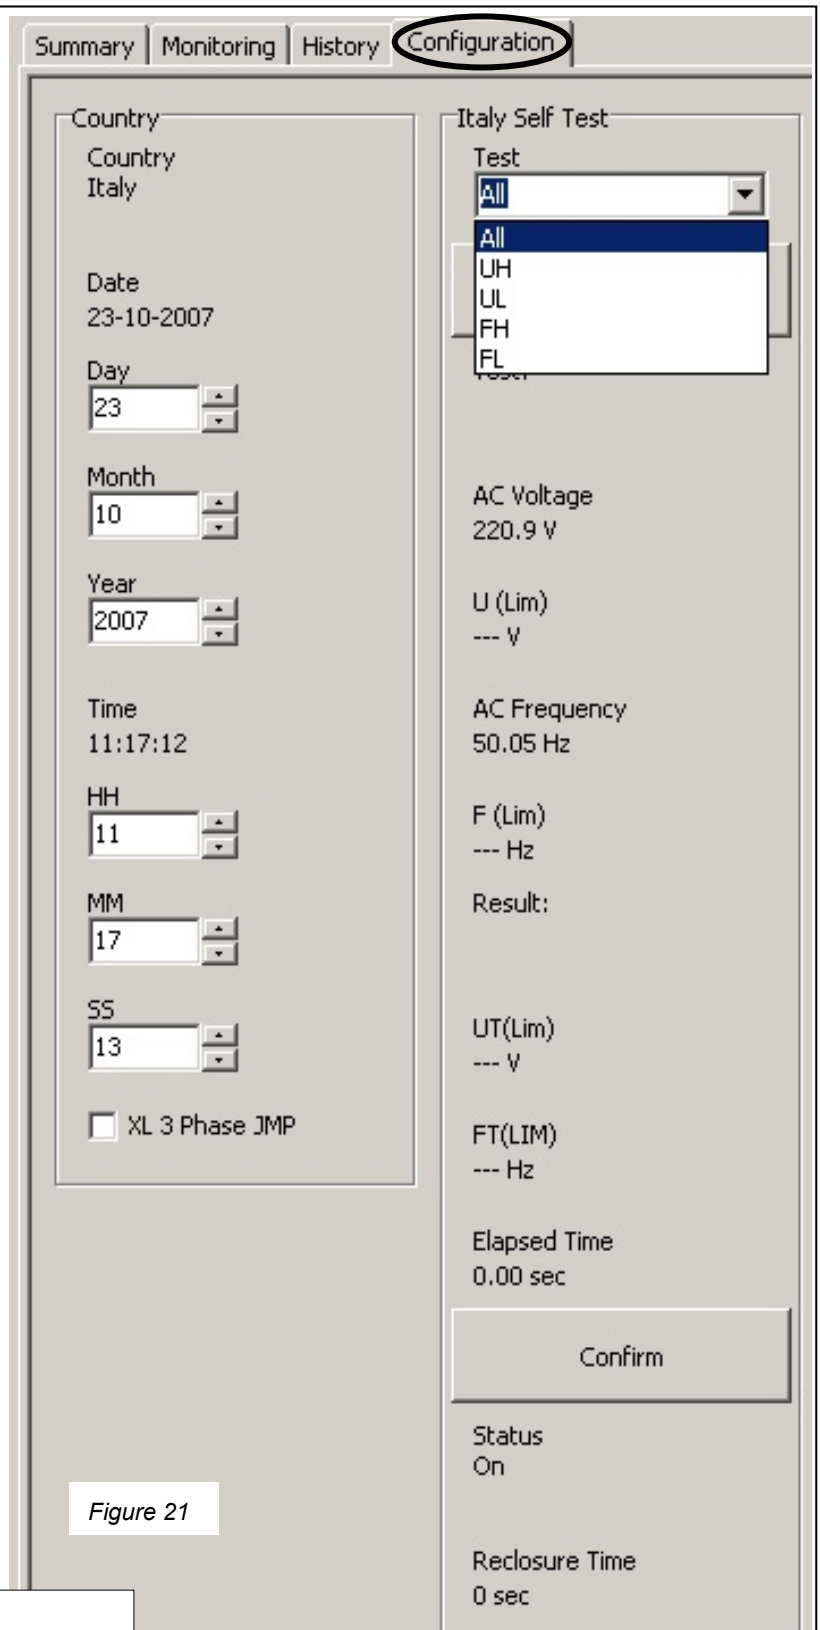 Summary Monitoring History Configuration
Country
Country
Italy
Date
23-10-2007
Day
23
Month
10
Year
2007
Time
11:17:12
HH
11
MM
17
SS
13
XL 3 Phase JMP
Figure 21
Italy Self Test
Test
All
All
UH
UL
FH
FL
AC Voltage
220.9 V
U (Lim)
--- V
AC Frequency
50.05 Hz
F (Lim)
--- Hz
Result:
UT(Lim)
--- V
FT(LIM)
--- Hz
Elapsed Time
0.00 sec
Confirm
Status
On
Reclosure Time
0 sec